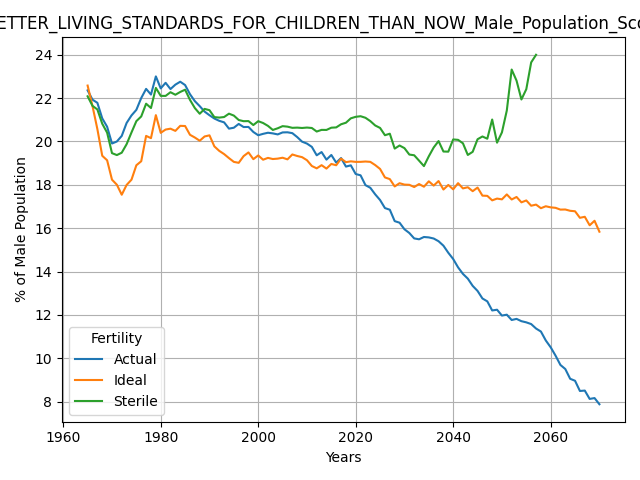 ETTER_LIVING_STANDARDS_FOR_CHILDREN_THAN_NOW_Male_Population_Sco
24
22
20
18
16
14
12
10
8
% of Male Population
Fertility
Actual
Ideal
Sterile
1960 1980 2000 2020 2040 2060
Years